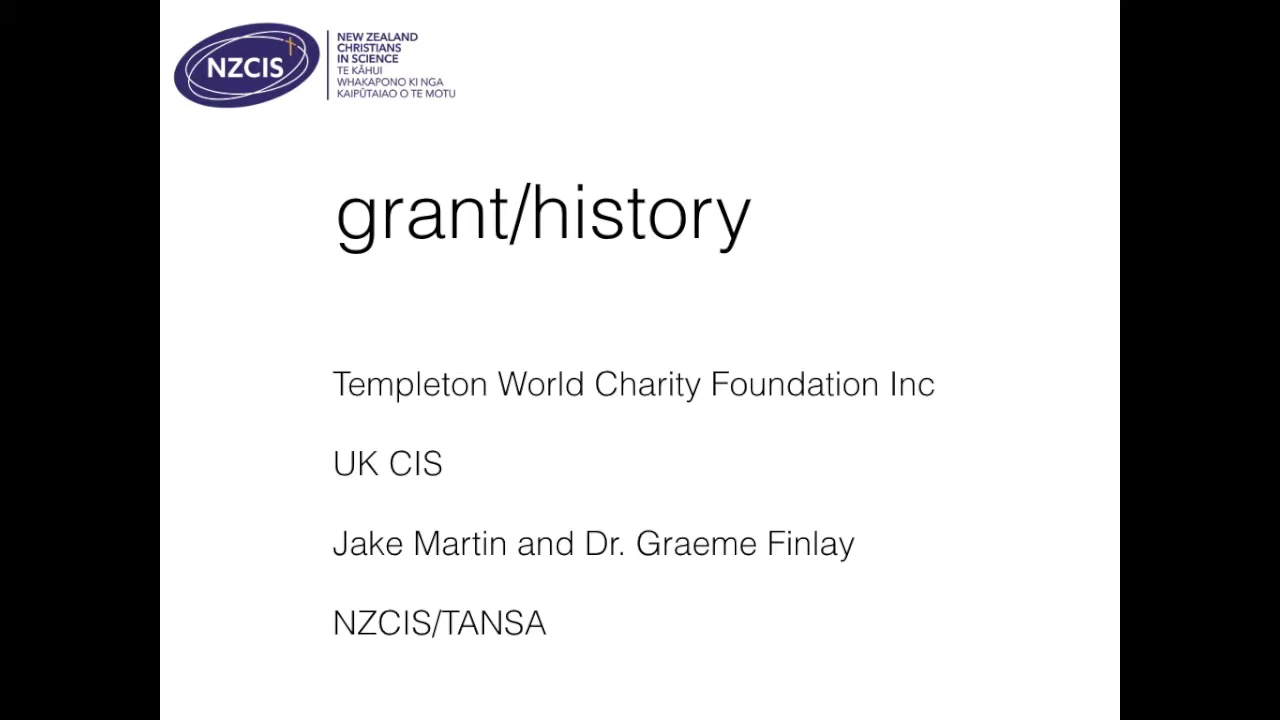 NZCIS
NEW ZEALAND
CHRISTIANS
IN SCIENCE
TE KĀHUI
WHAKAPONO KI NGA
KAIPŪTAIAO O TE MOTU
grant/history
Templeton World Charity Foundation Inc
UK CIS
Jake Martin and Dr. Graeme Finlay
NZCIS/TANSA